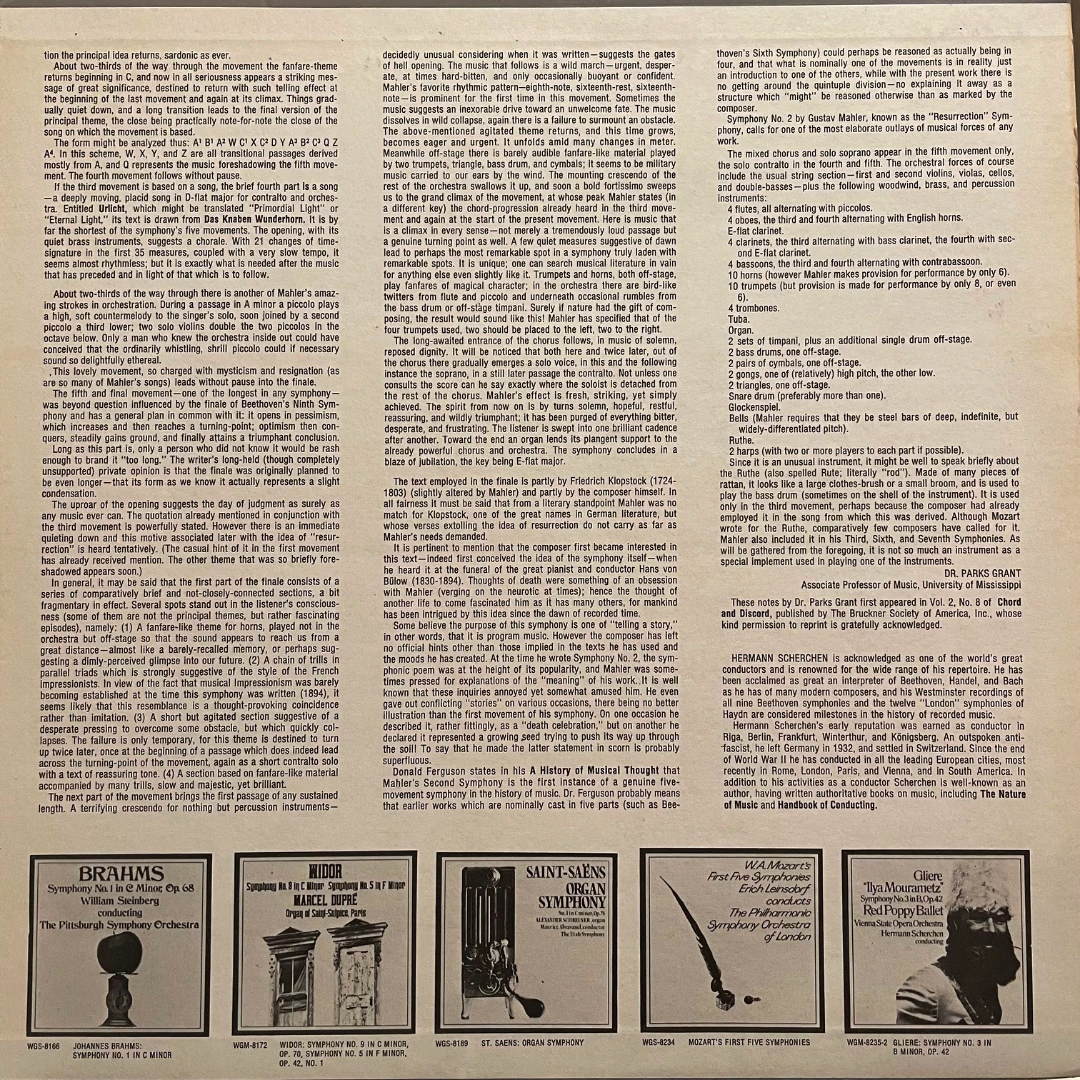 tion the principal idea returns, sardonic as ever.
About two-thirds of the way through the movement the fanfare-theme
returns beginning in C, and now in all seriousness appears a striking mes-
sage of great significance, destined to return with such telling effect at
the beginning of the last movement and again at its climax. Things grad-
ually quiet down, and a long transition leads to the final version of the
principal theme, the close being practically note-for-note the close of the
song on which the movement is based.
The form might be analyzed thus: A¹ B¹ A² W C¹ X C² D Y A³ B² C³ Q Z
A⁴. In this scheme, W, X, Y, and Z are all transitional passages derived
mostly from A, and Q represents the music foreshadowing the fifth move-
ment. The fourth movement follows without pause.
If the third movement is based on a song, the brief fourth part is a song
—a deeply moving, placid song in D-flat major for contralto and orches-
tra. Entitled Urlicht, which might be translated "Primordial Light" or
"Eternal Light," its text is drawn from Das Knaben Wunderhorn. It is by
far the shortest of the symphony's five movements. The opening, with its
quiet brass instruments, suggests a chorale. With 21 changes of time-
signature in the first 35 measures, coupled with a very slow tempo, it
seems almost rhythmless; but it is exactly what is needed after the music
that has preceded and in light of that which is to follow.
About two-thirds of the way through there is another of Mahler's amaz-
ing strokes in orchestration. During a passage in A minor a piccolo plays
a high, soft countermelody to the singer's solo, soon joined by a second
piccolo a third lower; two solo violins double the two piccolos in the
octave below. Only a man who knew the orchestra inside out could have
conceived that the ordinarily whistling, shrill piccolo could if necessary
sound so delightfully ethereal.
This lovely movement, so charged with mysticism and resignation (as
are so many of Mahler's songs) leads without pause into the finale.
The fifth and final movement—one of the longest in any symphony—
was beyond question influenced by the finale of Beethoven's Ninth Sym-
phony and has a general plan in common with it: it opens in pessimism,
which increases and then reaches a turning-point; optimism then con-
quers, steadily gains ground, and finally attains a triumphant conclusion.
Long as this part is, only a person who did not know it would be rash
enough to brand it "too long." The writer's long-held (though completely
unsupported) private opinion is that the finale was originally planned to
be even longer—that its form as we know it actually represents a slight
condensation.
The uproar of the opening suggests the day of judgment as surely as
any music ever can. The quotation already mentioned in conjunction with
the third movement is powerfully stated. However there is an immediate
quieting down and this motive associated later with the idea of "resur-
rection" is heard tentatively. (The casual hint of it in the first movement
has already received mention. The other theme that was so briefly fore-
shadowed appears soon.)
In general, it may be said that the first part of the finale consists of a
series of comparatively brief and not-closely-connected sections, a bit
fragmentary in effect. Several spots stand out in the listener's conscious-
ness (some of them are not the principal themes, but rather fascinating
episodes), namely: (1) A fanfare-like theme for horns, played not in the
orchestra but off-stage so that the sound appears to reach us from a
great distance—almost like a barely-recalled memory, or perhaps sug-
gesting a dimly-perceived glimpse into our future. (2) A chain of trills in
parallel triads which is strongly suggestive of the style of the French
impressionists. In view of the fact that musical impressionism was barely
becoming established at the time this symphony was written (1894), it
seems likely that this resemblance is a thought-provoking coincidence
rather than imitation. (3) A short but agitated section suggestive of a
desperate pressing to overcome some obstacle, but which quickly col-
lapses. The failure is only temporary, for this theme is destined to turn
up twice later, once at the beginning of a passage which does indeed lead
across the turning-point of the movement, again as a short contralto solo
with a text of reassuring tone. (4) A section based on fanfare-like material
accompanied by many trills, slow and majestic, yet brilliant.
The next part of the movement brings the first passage of any sustained
length. A terrifying crescendo for nothing but percussion instruments—
decidedly unusual considering when it was written—suggests the gates
of hell opening. The music that follows is a wild march—urgent, desper-
ate, at times hard-bitten, and only occasionally buoyant or confident.
Mahler's favorite rhythmic pattern—eighth-note, sixteenth-rest, sixteenth-
note—is prominent for the first time in this movement. Sometimes the
music suggests an inexorable drive toward an unwelcome fate. The music
dissolves in wild collapse, again there is a failure to surmount an obstacle.
The above-mentioned agitated theme returns, and this time grows,
becomes eager and urgent. It unfolds amid many changes in meter.
Meanwhile off-stage there is barely audible fanfare-like material played
by two trumpets, triangle, bass drum, and cymbals; it seems to be military
music carried to our ears by the wind. The mounting crescendo of the
rest of the orchestra swallows it up, and soon a bold fortissimo sweeps
us to the grand climax of the movement, at whose peak Mahler states (in
a different key) the chord-progression already heard in the third move-
ment and again at the start of the present movement. Here is music that
is a climax in every sense—not merely a tremendously loud passage but
a genuine turning point as well. A few quiet measures suggestive of dawn
lead to perhaps the most remarkable spot in a symphony truly laden with
remarkable spots. It is unique; one can search musical literature in vain
for anything else even slightly like it. Trumpets and horns, both off-stage,
play fanfares of magical character; in the orchestra there are bird-like
twitters from flute and piccolo and underneath occasional rumbles from
the bass drum or off-stage timpani. Surely if nature had the gift of com-
posing, the result would sound like this! Mahler has specified that of the
four trumpets used, two should be placed to the left, two to the right.
The long-awaited entrance of the chorus follows, in music of solemn,
reposed dignity. It will be noticed that both here and twice later, out of
the chorus there gradually emerges a solo voice, in this and the following
instance the soprano, in a still later passage the contralto. Not unless one
consults the score can he say exactly where the soloist is detached from
the rest of the chorus. Mahler's effect is fresh, striking, yet simply
achieved. The spirit from now on is by turns solemn, hopeful, restful,
reassuring, and wildly triumphant; it has been purged of everything bitter,
desperate, and frustrating. The listener is swept into one brilliant cadence
after another. Toward the end an organ lends its plangent support to the
already powerful chorus and orchestra. The symphony concludes in a
blaze of jubilation, the key being E-flat major.
The text employed in the finale is partly by Friedrich Klopstock (1724-
1803) (slightly altered by Mahler) and partly by the composer himself. In
all fairness it must be said that from a literary standpoint Mahler was no
match for Klopstock, one of the great names in German literature, but
whose verses extolling the idea of resurrection do not carry as far as
Mahler's needs demanded.
It is pertinent to mention that the composer first became interested in
this text—indeed first conceived the idea of the symphony itself—when
he heard it at the funeral of the great pianist and conductor Hans von
Bülow (1830-1894). Thoughts of death were something of an obsession
with Mahler (verging on the neurotic at times); hence the thought of
another life to come fascinated him as it has many others, for mankind
has been intrigued by this idea since the dawn of recorded time.
Some believe the purpose of this symphony is one of "telling a story,"
in other words, that it is program music. However the composer has left
no official hints other than those implied in the texts he has used and
the moods he has created. At the time he wrote Symphony No. 2, the sym-
phonic poem was at the height of its popularity, and Mahler was some-
times pressed for explanations of the "meaning" of his work. It is well
known that these inquiries annoyed yet somewhat amused him. He even
gave out conflicting "stories" on various occasions, there being no better
illustration than the first movement of his symphony. On one occasion he
described it, rather fittingly, as a "death celebration," but on another he
declared it represented a growing seed trying to push its way up through
the soil! To say that he made the latter statement in scorn is probably
superfluous.
Donald Ferguson states in his A History of Musical Thought that
Mahler's Second Symphony is the first instance of a genuine five-
movement symphony in the history of music. Dr. Ferguson probably means
that earlier works which are nominally cast in five parts (such as Bee-
thoven's Sixth Symphony) could perhaps be reasoned as actually being in
four, and that what is nominally one of the movements is in reality just
an introduction to one of the others, while with the present work there is
no getting around the quintuple division—no explaining it away as a
structure which "might" be reasoned otherwise than as marked by the
composer.
Symphony No. 2 by Gustav Mahler, known as the "Resurrection" Sym-
phony, calls for one of the most elaborate outlays of musical forces of any
work.
The mixed chorus and solo soprano appear in the fifth movement only,
the solo contralto in the fourth and fifth. The orchestral forces of course
include the usual string section—first and second violins, violas, cellos,
and double-basses—plus the following woodwind, brass, and percussion
instruments:
4 flutes, all alternating with piccolos.
4 oboes, the third and fourth alternating with English horns.
E-flat clarinet.
4 clarinets, the third alternating with bass clarinet, the fourth with sec-
ond E-flat clarinet.
4 bassoons, the third and fourth alternating with contrabassoon.
10 horns (however Mahler makes provision for performance by only 6).
10 trumpets (but provision is made for performance by only 8, or even
6).
4 trombones.
Tuba.
Organ.
2 sets of timpani, plus an additional single drum off-stage.
2 bass drums, one off-stage.
2 pairs of cymbals, one off-stage.
2 gongs, one of (relatively) high pitch, the other low.
2 triangles, one off-stage.
Snare drum (preferably more than one).
Glockenspiel.
Bells (Mahler requires that they be steel bars of deep, indefinite, but
widely-differentiated pitch).
Ruthe.
2 harps (with two or more players to each part if possible).
Since it is an unusual instrument, it might be well to speak briefly about
the Ruthe (also spelled Rute; literally "rod"). Made of many pieces of
rattan, it looks like a large clothes-brush or a small broom, and is used to
play the bass drum (sometimes on the shell of the instrument). It is used
only in the third movement, perhaps because the composer had already
employed it in the song from which this was derived. Although Mozart
wrote for the Ruthe, comparatively few composers have called for it.
Mahler also included it in his Third, Sixth, and Seventh Symphonies. As
will be gathered from the foregoing, it is not so much an instrument as a
special implement used in playing one of the instruments.
DR. PARKS GRANT
Associate Professor of Music, University of Mississippi
These notes by Dr. Parks Grant first appeared in Vol. 2, No. 8 of Chord
and Discord, published by The Bruckner Society of America, Inc., whose
kind permission to reprint is gratefully acknowledged.
HERMANN SCHERCHEN is acknowledged as one of the world's great
conductors and is renowned for the wide range of his repertoire. He has
been acclaimed as great an interpreter of Beethoven, Handel, and Bach
as he has of many modern composers, and his Westminster recordings of
all nine Beethoven symphonies and the twelve "London" symphonies of
Haydn are considered milestones in the history of recorded music.
Hermann Scherchen's early reputation was earned as conductor in
Riga, Berlin, Frankfurt, Winterthur, and Königsberg. An outspoken anti-
fascist, he left Germany in 1932, and settled in Switzerland. Since the end
of World War II he has conducted in all the leading European cities, most
recently in Rome, London, Paris, and Vienna, and in South America. In
addition to his activities as a conductor Scherchen is well-known as an
author, having written authoritative books on music, including The Nature
of Music and Handbook of Conducting.
BRAHMS
Symphony No. 1 in C Minor, Op. 68
William Steinberg
conducting
The Pittsburgh Symphony Orchestra
WGS-8166 JOHANNES BRAHMS:
SYMPHONY NO. 1 IN C MINOR
WIDOR
Symphony No. 9 in C Minor Symphony No. 5 in F Minor
MARCEL DUPRÉ
Organ of Saint-Sulpice, Paris
WGM-8172 WIDOR: SYMPHONY NO. 9 IN C MINOR,
OP. 70, SYMPHONY NO. 5 IN F MINOR,
OP. 42, NO. 1
SAINT-SAËNS
ORGAN
SYMPHONY
No. 3 in C minor, Op. 78
ALEXANDER SCHREINER, organ
Maurice Abravanel, conductor
The Utah Symphony
WGS-8189 ST. SAENS: ORGAN SYMPHONY
W.A. Mozart's
First Five Symphonies
Erich Leinsdorf
conducts
The Philharmonic
Symphony Orchestra
of London
WGS-8234 MOZART'S FIRST FIVE SYMPHONIES
Gliere
"Ilya Mourametz"
Symphony No. 3 in B, Op. 42
Red Poppy Ballet
Vienna State Opera Orchestra
Hermann Scherchen
conducting
WGM-8235-2 GLIERE: SYMPHONY NO. 3 IN
B MINOR, OP. 42